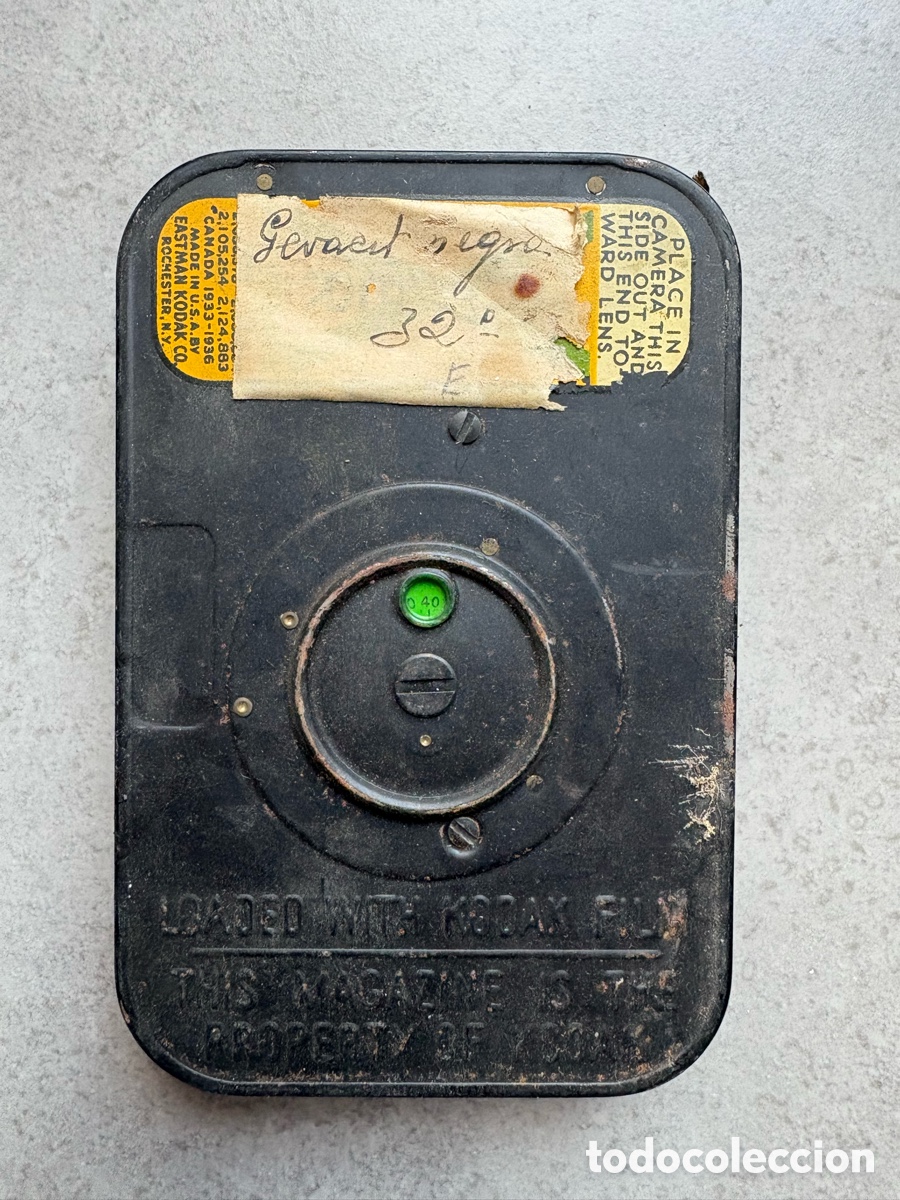 2,105,254 2,124,883
CANADA 1933-1936
MADE IN U.S.A. BY
EASTMAN KODAK CO.
ROCHESTER, N.Y.
Gevaert negra
32º
E
PLACE IN
CAMERA THIS
SIDE OUT AND
THIS END TO-
WARD LENS.
40
LOADED WITH KODAK FILM
THIS MAGAZINE IS THE
PROPERTY OF KODAK
todocoleccion